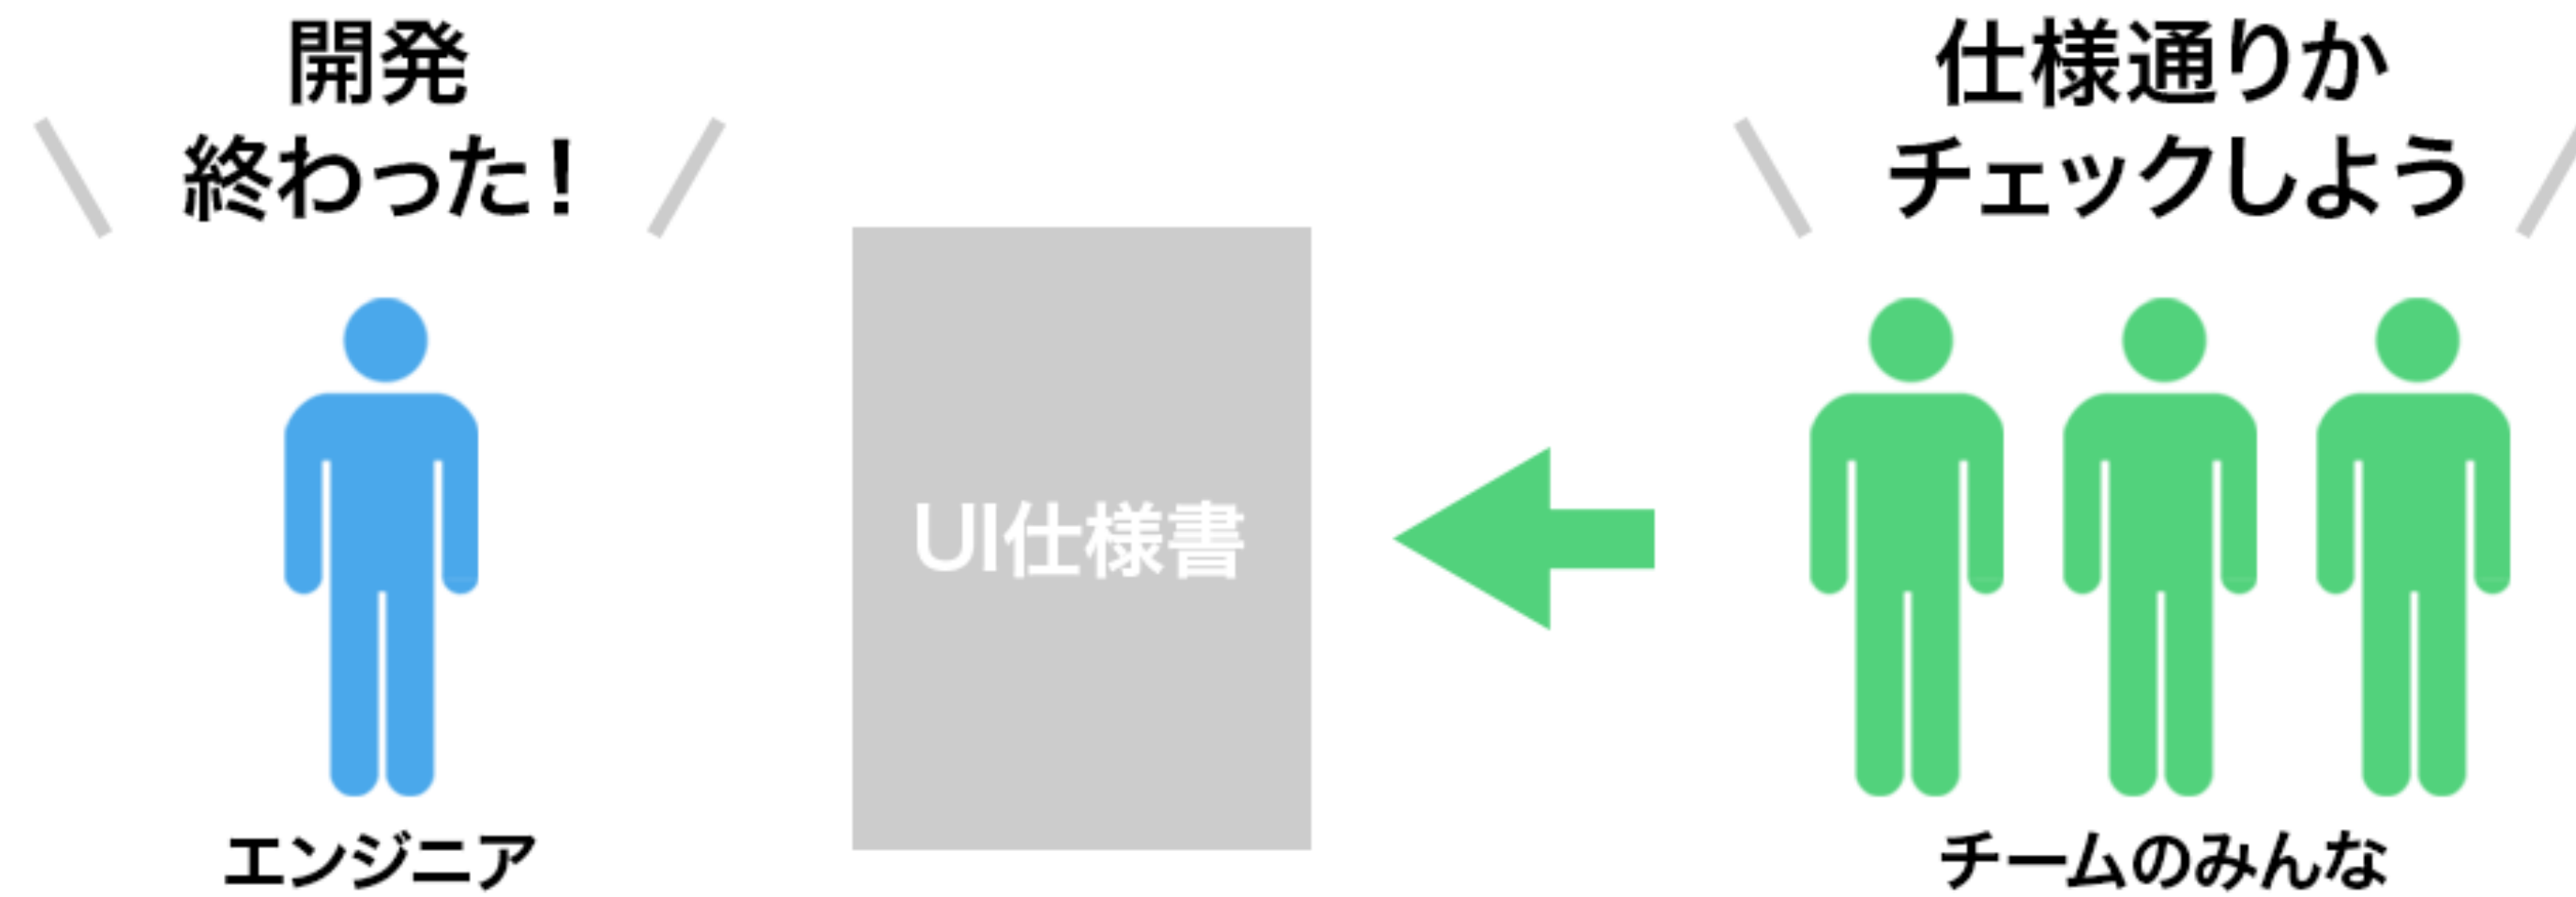 開発
終わった！
仕様通りか
チェックしよう
UI仕様書
エンジニア
チームのみんな